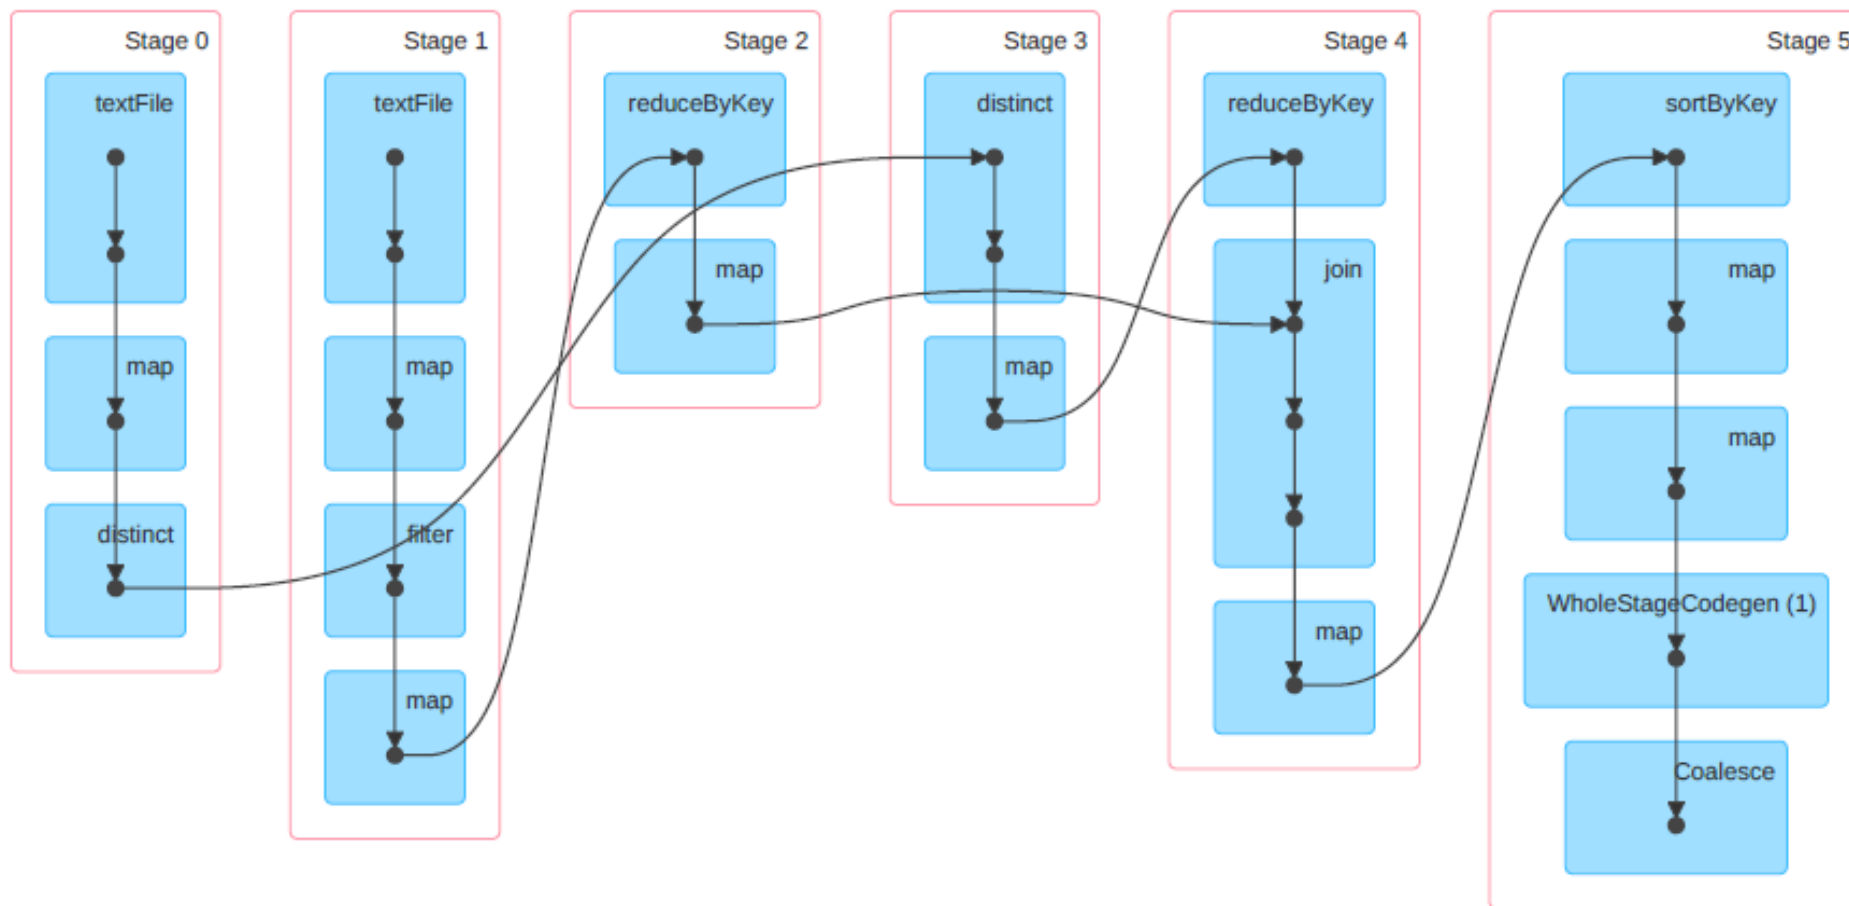 Stage 0
textFile
map
distinct
Stage 1
textFile
map
filter
map
Stage 2
reduceByKey
map
Stage 3
distinct
map
Stage 4
reduceByKey
join
map
Stage 5
sortByKey
map
map
WholeStageCodegen (1)
Coalesce